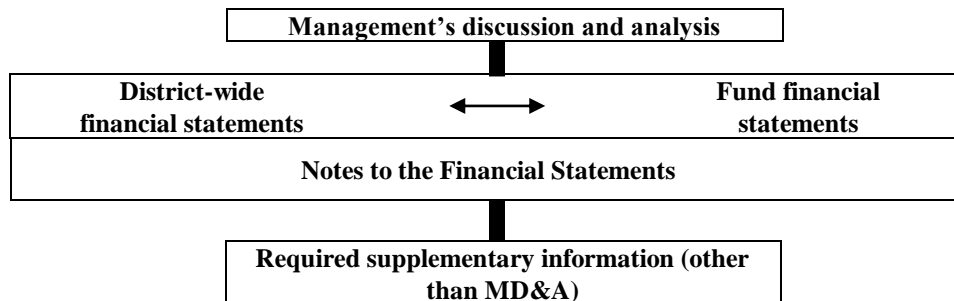 Management’s discussion and analysis
District-wide
financial statements
Fund financial
statements
Notes to the Financial Statements
Required supplementary information (other
than MD&A)